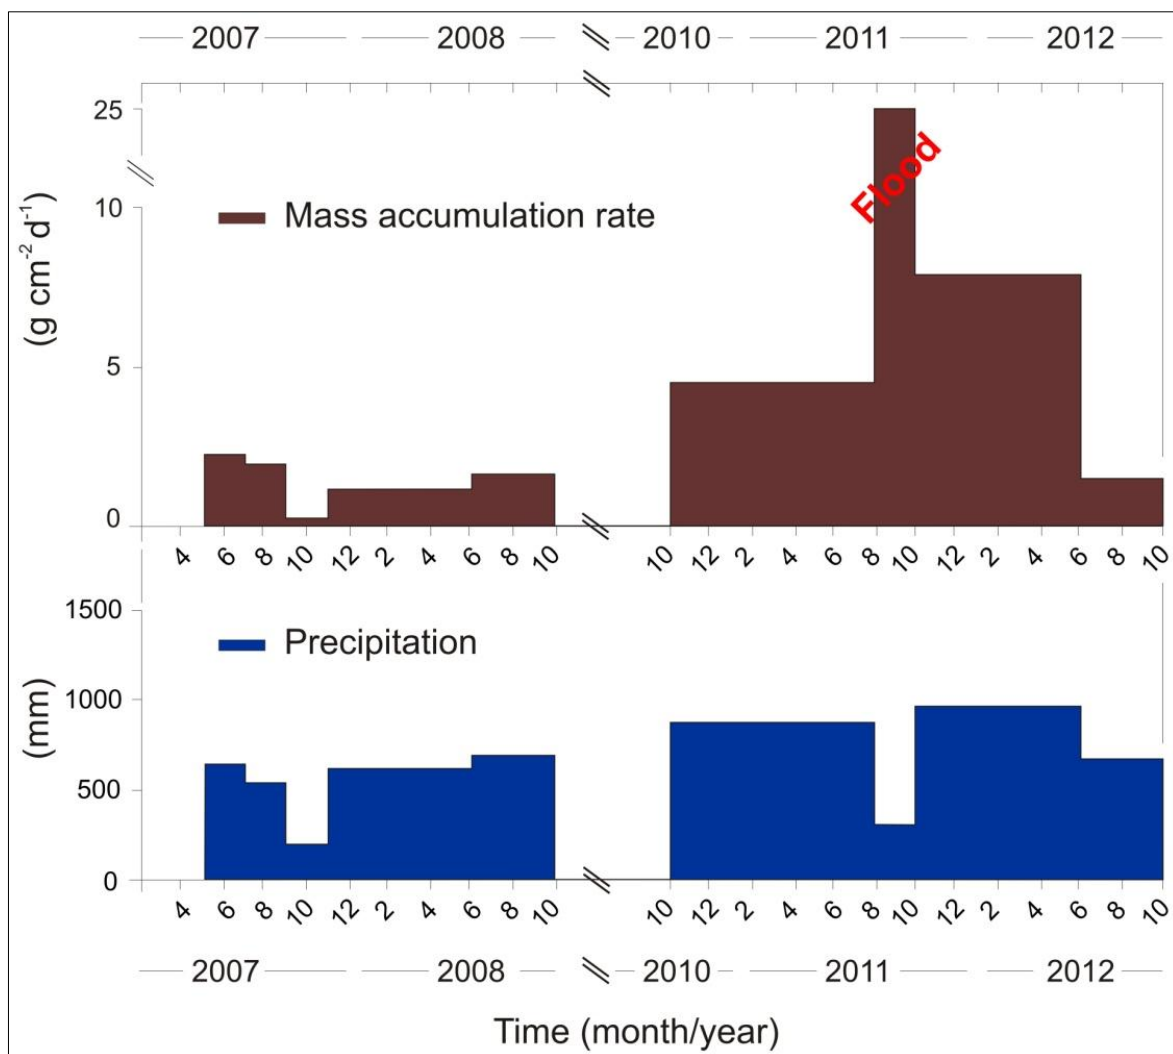 2007 2008 2010 2011 2012
25
10
5
0
(g cm⁻² d⁻¹)
Mass accumulation rate
Flood
4 6 8 10 12 2 4 6 8 10 10 12 2 4 6 8 10 12 2 4 6 10
1500
1000
500
0
(mm)
Precipitation
4 6 8 10 12 2 4 6 8 10 10 12 2 4 6 8 10 12 2 4 6 10
2007 2008 2010 2011 2012
Time (month/year)